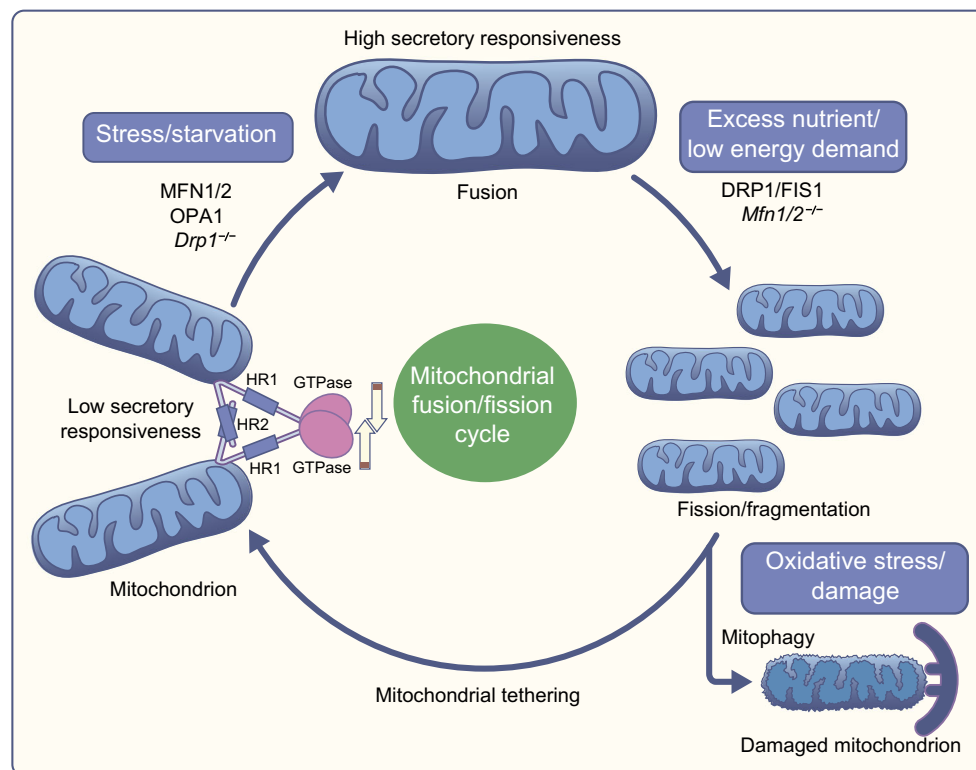 High secretory responsiveness
Stress/starvation
Excess nutrient/
low energy demand
MFN1/2
OPA1
Drp1⁻/⁻
Fusion
DRP1/FIS1
Mfn1/2⁻/⁻
HR1
GTPase
Low secretory
responsiveness
HR2
HR1
GTPase
Mitochondrial
fusion/fission
cycle
Mitochondrion
Fission/fragmentation
Oxidative stress/
damage
Mitophagy
Mitochondrial tethering
Damaged mitochondrion